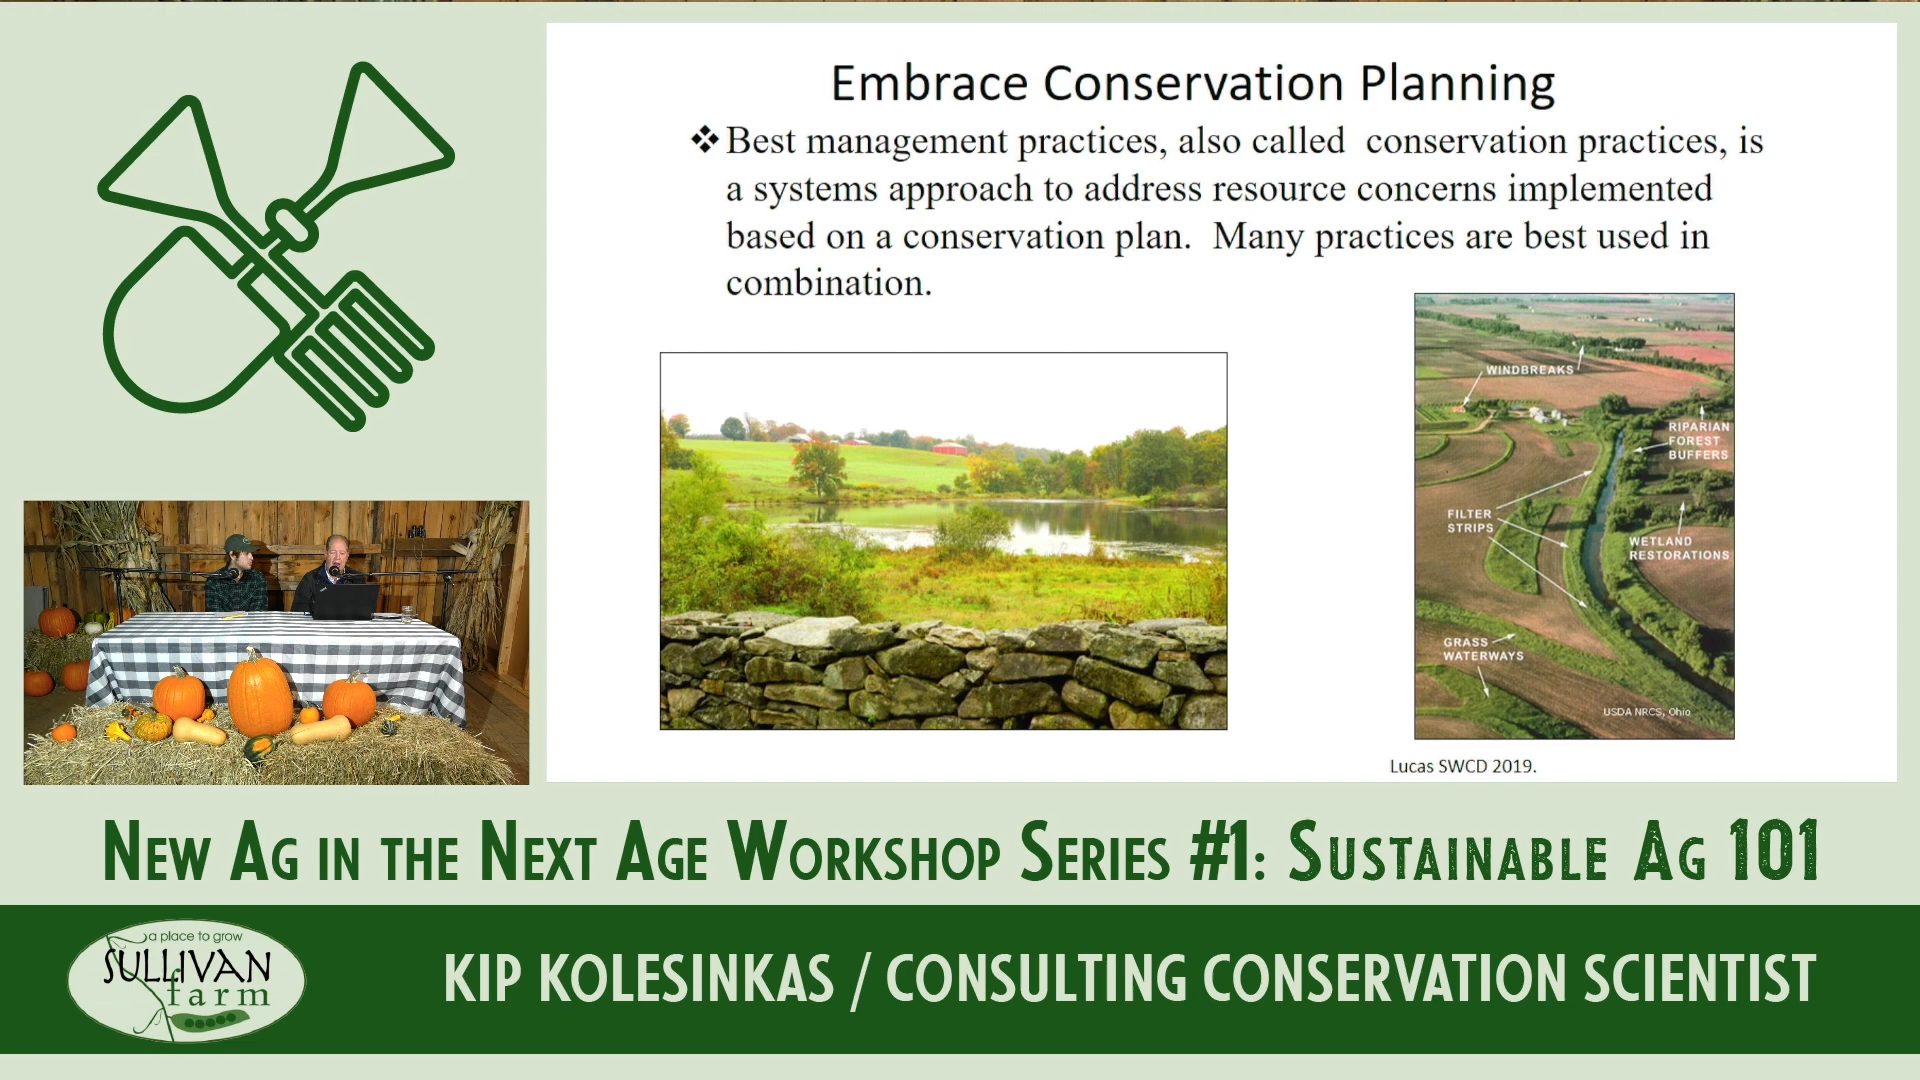 Embrace Conservation Planning
❖ Best management practices, also called conservation practices, is
a systems approach to address resource concerns implemented
based on a conservation plan. Many practices are best used in
combination.
WINDBREAKS
RIPARIAN
FOREST
BUFFERS
FILTER
STRIPS
WETLAND
RESTORATIONS
GRASS
WATERWAYS
USDA NRCS, Ohio
Lucas SWCD 2019.
New Ag in the Next Age Workshop Series #1: Sustainable Ag 101
a place to grow
SULLIVAN
farm
KIP KOLESINKAS / CONSULTING CONSERVATION SCIENTIST